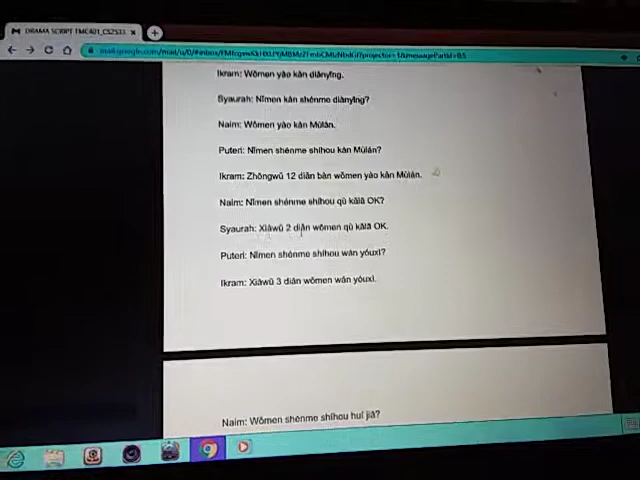 DRAMA SCRIPT TMC401_CS2533
Ikram: Wǒmen yào kàn diànyǐng.
Syaurah: Nǐmen kàn shénme diànyǐng?
Naim: Wǒmen yào kàn Mùlán.
Puteri: Nǐmen shénme shíhou kàn Mùlán?
Ikram: Zhōngwǔ 12 diǎn bàn wǒmen yào kàn Mùlán.
Naim: Nǐmen shénme shíhou qù kǎlā OK?
Syaurah: Xiàwǔ 2 diǎn wǒmen qù kǎlā OK.
Puteri: Nǐmen shénme shíhou wán yóuxì?
Ikram: Xiàwǔ 3 diǎn wǒmen wán yóuxì.
Naim: Wǒmen shénme shíhou huí jiā?